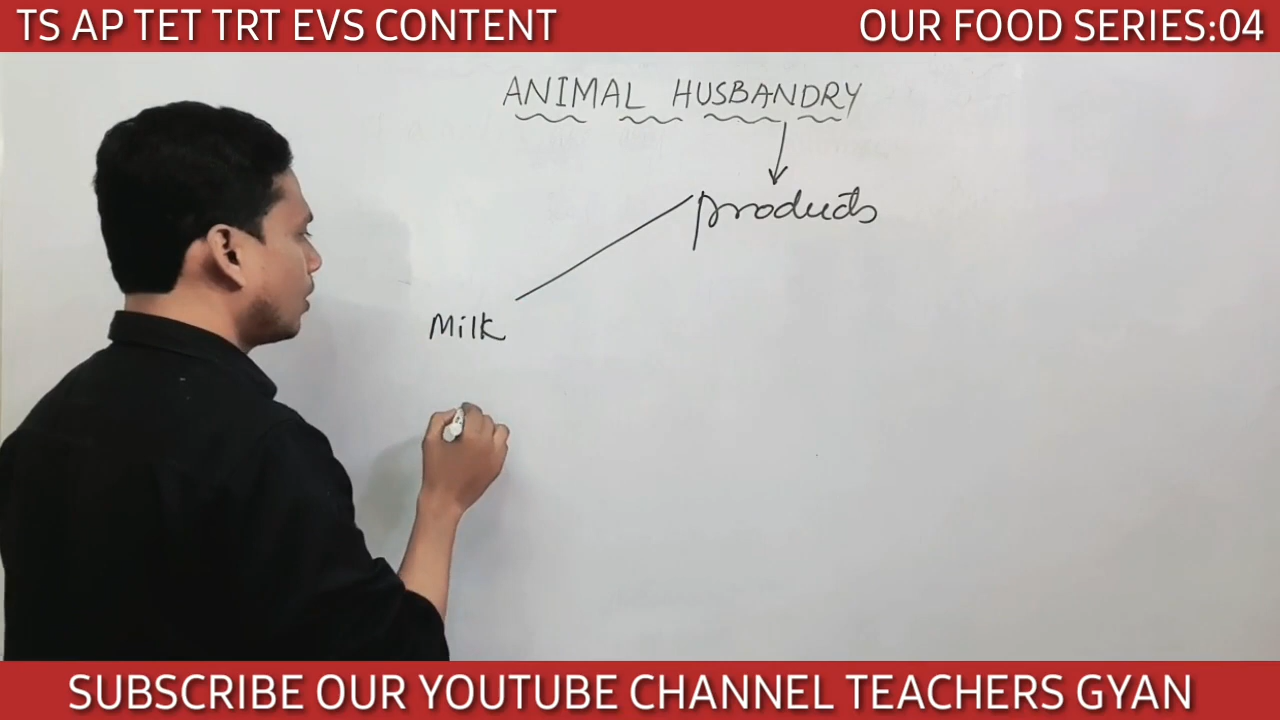 TS AP TET TRT EVS CONTENT
OUR FOOD SERIES:04
ANIMAL HUSBANDRY
products
Milk
SUBSCRIBE OUR YOUTUBE CHANNEL TEACHERS GYAN